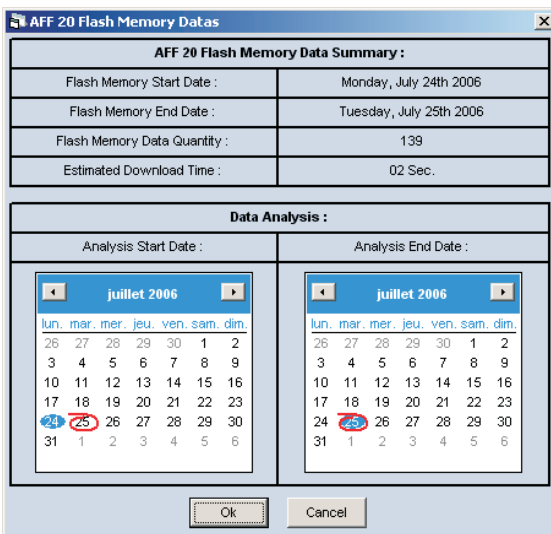 AFF 20 Flash Memory Datas
AFF 20 Flash Memory Data Summary :
Flash Memory Start Date : Monday, July 24th 2006
Flash Memory End Date : Tuesday, July 25th 2006
Flash Memory Data Quantity : 139
Estimated Download Time : 02 Sec.
Data Analysis :
Analysis Start Date : Analysis End Date :
juillet 2006
lun. mar. mer. jeu. ven. sam. dim.
26 27 28 29 30 1 2
3 4 5 6 7 8 9
10 11 12 13 14 15 16
17 18 19 20 21 22 23
24 25 26 27 28 29 30
31 1 2 3 4 5 6
juillet 2006
lun. mar. mer. jeu. ven. sam. dim.
26 27 28 29 30 1 2
3 4 5 6 7 8 9
10 11 12 13 14 15 16
17 18 19 20 21 22 23
24 25 26 27 28 29 30
31 1 2 3 4 5 6
Ok Cancel